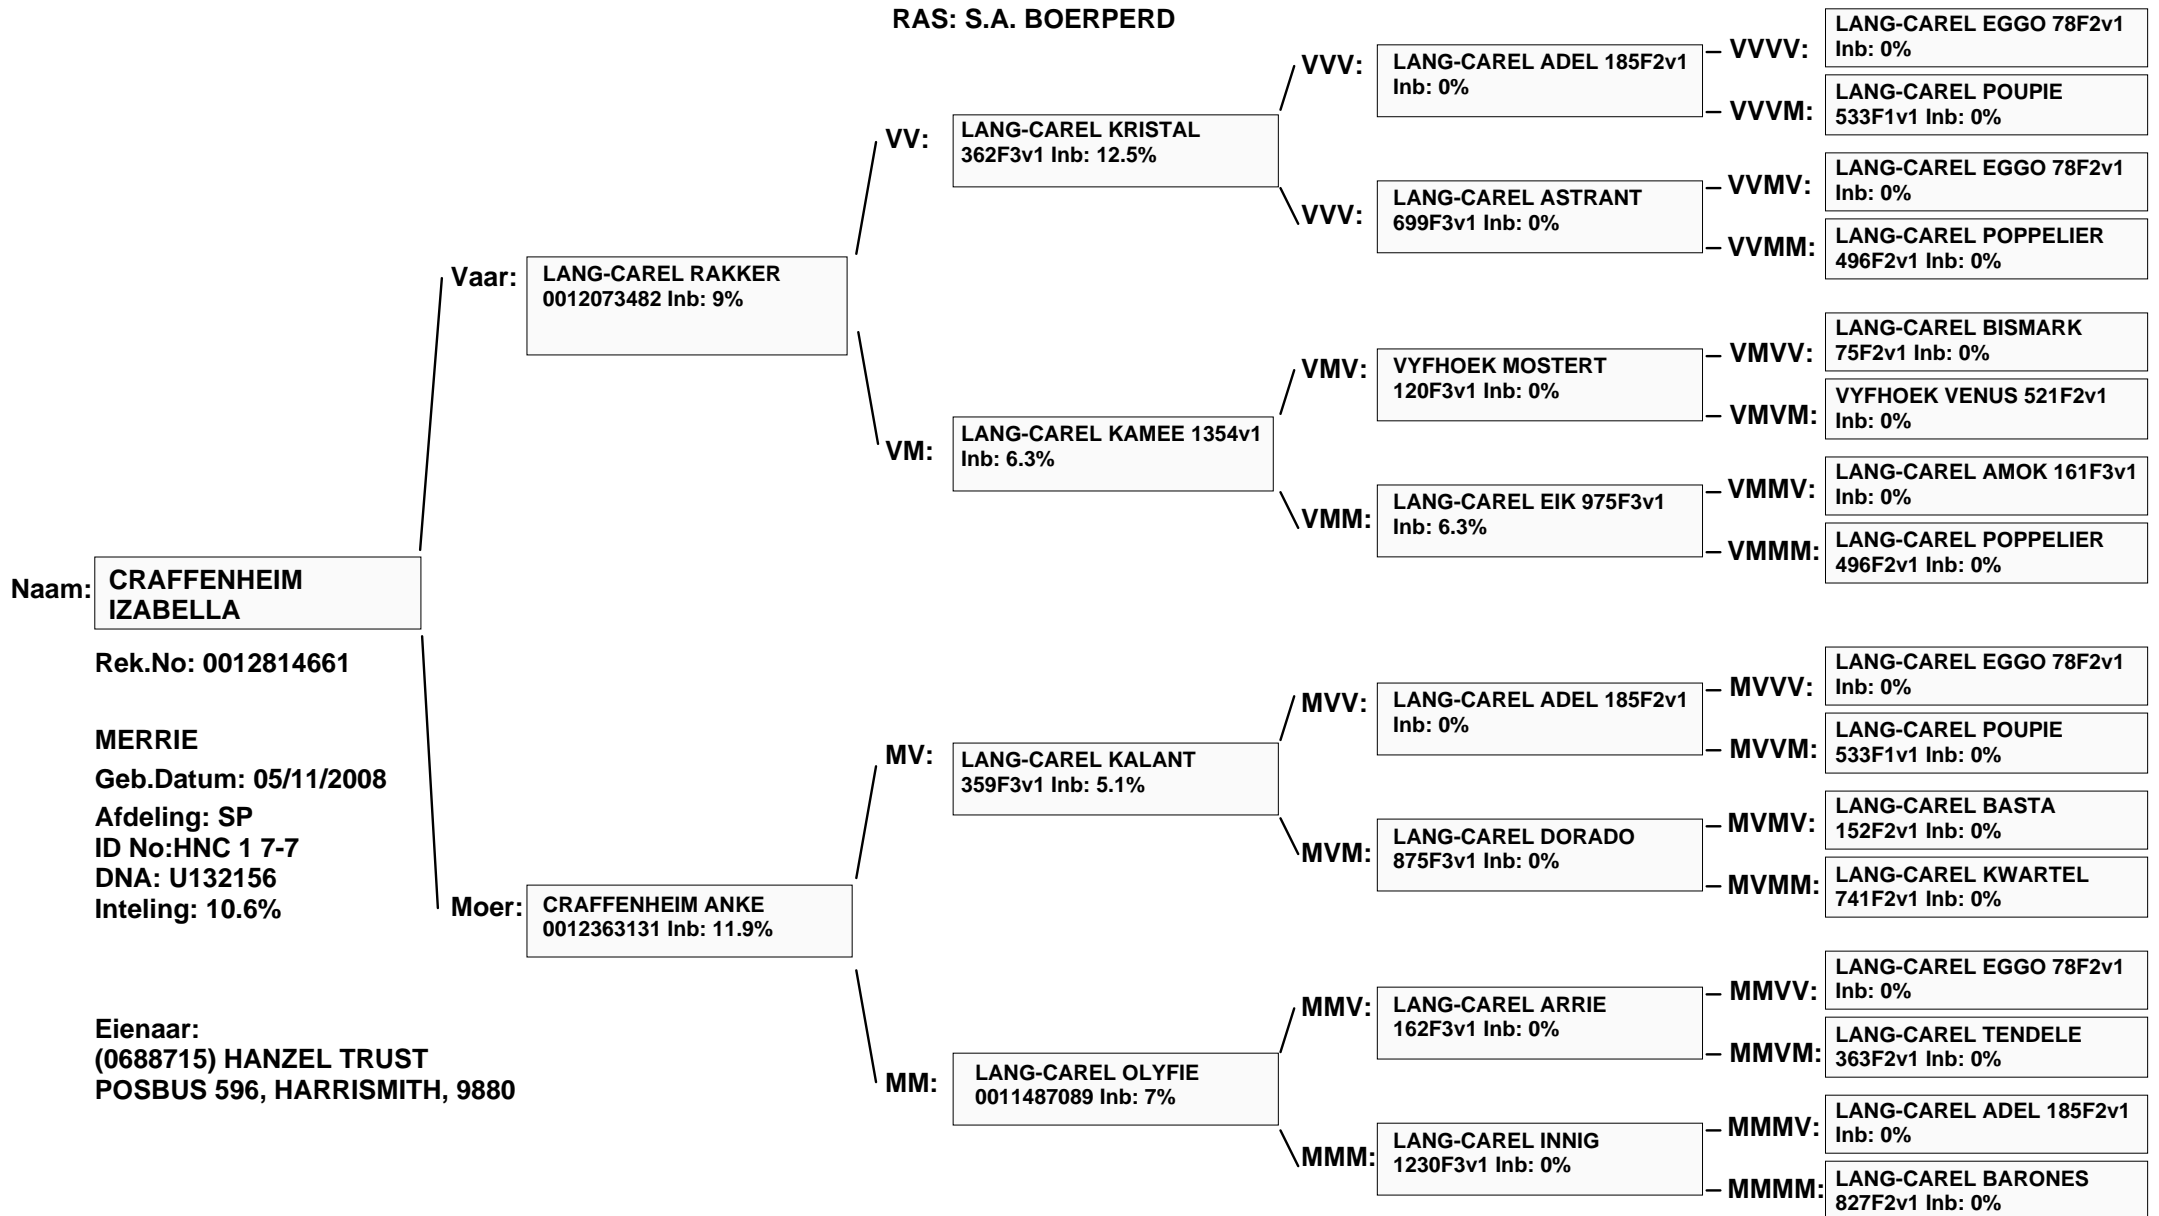 RAS: S.A. BOERPERD
Naam:
CRAFFENHEIM
IZABELLA
Rek.No: 0012814661
MERRIE
Geb.Datum: 05/11/2008
Afdeling: SP
ID No:HNC 1 7-7
DNA: U132156
Inteling: 10.6%
Eienaar:
(0688715) HANZEL TRUST
POSBUS 596, HARRISMITH, 9880
Vaar:
LANG-CAREL RAKKER
0012073482 Inb: 9%
Moer:
CRAFFENHEIM ANKE
0012363131 Inb: 11.9%
VV:
LANG-CAREL KRISTAL
362F3v1 Inb: 12.5%
VM:
LANG-CAREL KAMEE 1354v1
Inb: 6.3%
MV:
LANG-CAREL KALANT
359F3v1 Inb: 5.1%
MM:
LANG-CAREL OLYFIE
0011487089 Inb: 7%
VVV:
LANG-CAREL ADEL 185F2v1
Inb: 0%
VVV:
LANG-CAREL ASTRANT
699F3v1 Inb: 0%
VMV:
VYFHOEK MOSTERT
120F3v1 Inb: 0%
VMM:
LANG-CAREL EIK 975F3v1
Inb: 6.3%
MVV:
LANG-CAREL ADEL 185F2v1
Inb: 0%
MVM:
LANG-CAREL DORADO
875F3v1 Inb: 0%
MMV:
LANG-CAREL ARRIE
162F3v1 Inb: 0%
MMM:
LANG-CAREL INNIG
1230F3v1 Inb: 0%
VVVV:
LANG-CAREL EGGO 78F2v1
Inb: 0%
VVVM:
LANG-CAREL POUPIE
533F1v1 Inb: 0%
VVMV:
LANG-CAREL EGGO 78F2v1
Inb: 0%
VVMM:
LANG-CAREL POPPELIER
496F2v1 Inb: 0%
VMVV:
LANG-CAREL BISMARK
75F2v1 Inb: 0%
VMVM:
VYFHOEK VENUS 521F2v1
Inb: 0%
VMMV:
LANG-CAREL AMOK 161F3v1
Inb: 0%
VMMM:
LANG-CAREL POPPELIER
496F2v1 Inb: 0%
MVVV:
LANG-CAREL EGGO 78F2v1
Inb: 0%
MVVM:
LANG-CAREL POUPIE
533F1v1 Inb: 0%
MVMV:
LANG-CAREL BASTA
152F2v1 Inb: 0%
MVMM:
LANG-CAREL KWARTEL
741F2v1 Inb: 0%
MMVV:
LANG-CAREL EGGO 78F2v1
Inb: 0%
MMVM:
LANG-CAREL TENDELE
363F2v1 Inb: 0%
MMMV:
LANG-CAREL ADEL 185F2v1
Inb: 0%
MMMM:
LANG-CAREL BARONES
827F2v1 Inb: 0%